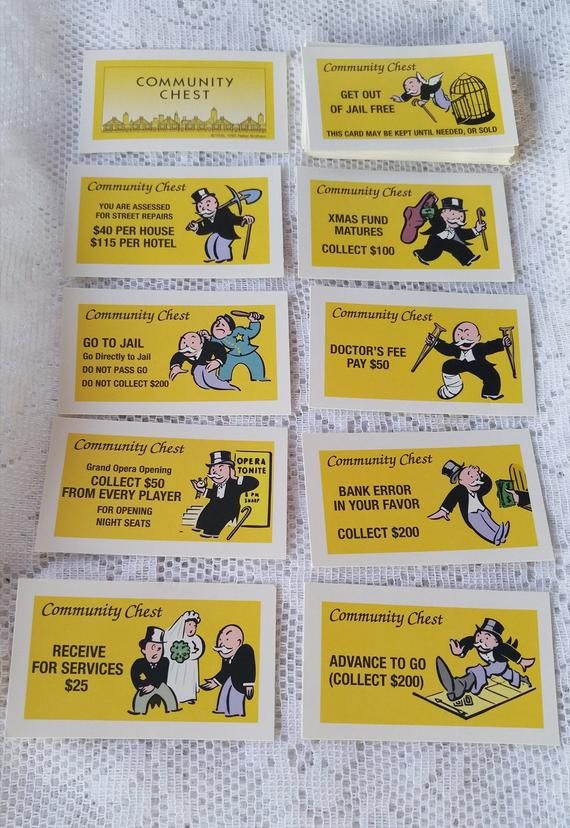 COMMUNITY
CHEST
Community Chest
GET OUT
OF JAIL FREE
THIS CARD MAY BE KEPT UNTIL NEEDED, OR SOLD
Community Chest
YOU ARE ASSESSED
FOR STREET REPAIRS
$40 PER HOUSE
$115 PER HOTEL
Community Chest
XMAS FUND
MATURES
COLLECT $100
Community Chest
GO TO JAIL
Go Directly to Jail
DO NOT PASS GO
DO NOT COLLECT $200
Community Chest
DOCTOR'S FEE
PAY $50
Community Chest
Grand Opera Opening
COLLECT $50
FROM EVERY PLAYER
FOR OPENING
NIGHT SEATS
OPERA
TONITE
8 PM
SHARP
Community Chest
BANK ERROR
IN YOUR FAVOR
COLLECT $200
Community Chest
RECEIVE
FOR SERVICES
$25
Community Chest
ADVANCE TO GO
(COLLECT $200)